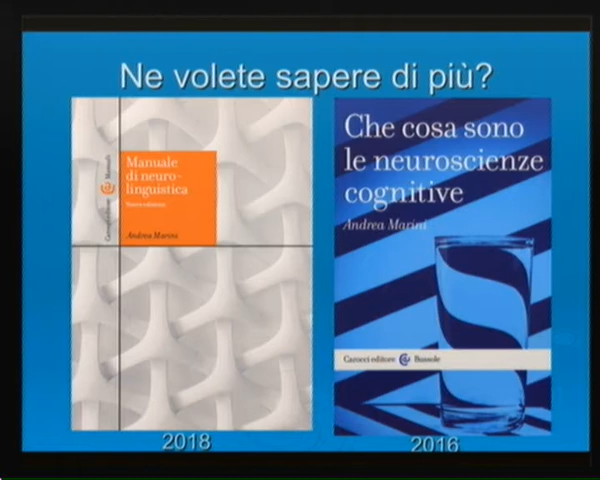 Ne volete sapere di più?
Manuale
di neuro-
linguistica
Nuova edizione
Andrea Marini
Carocci editore Manuali
2018
Che cosa sono
le neuroscienze
cognitive
Andrea Marini
Carocci editore Bussole
2016